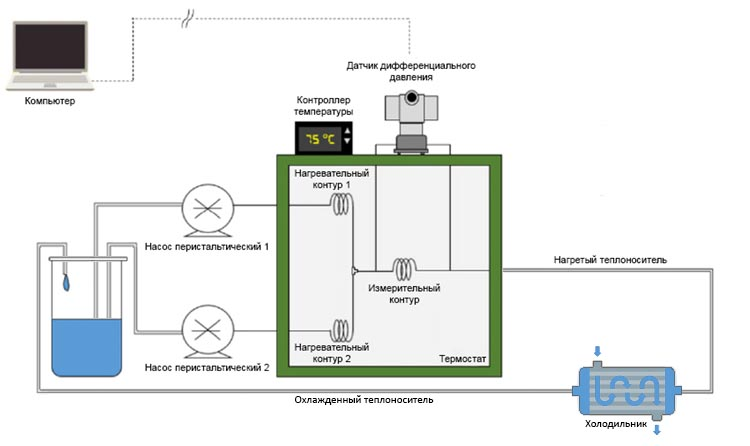 Датчик дифференциального
давления
Компьютер
Контроллер
температуры
75 °C
Нагревательный
контур 1
Насос перистальтический 1
Нагретый теплоноситель
Измерительный
контур
Нагревательный
контур 2
Термостат
Насос перистальтический 2
Охлажденный теплоноситель
Холодильник